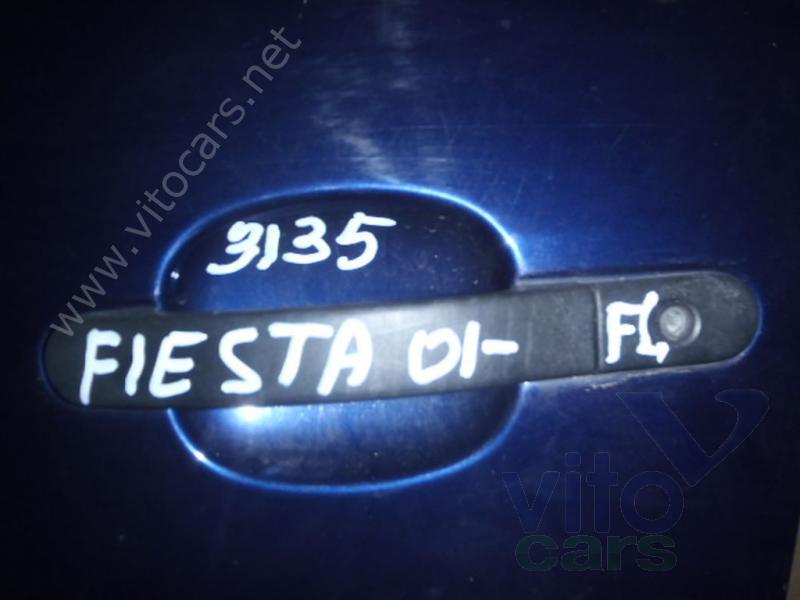 www.vitocars.net
3135
FIESTA 01-
FL
vito
cars